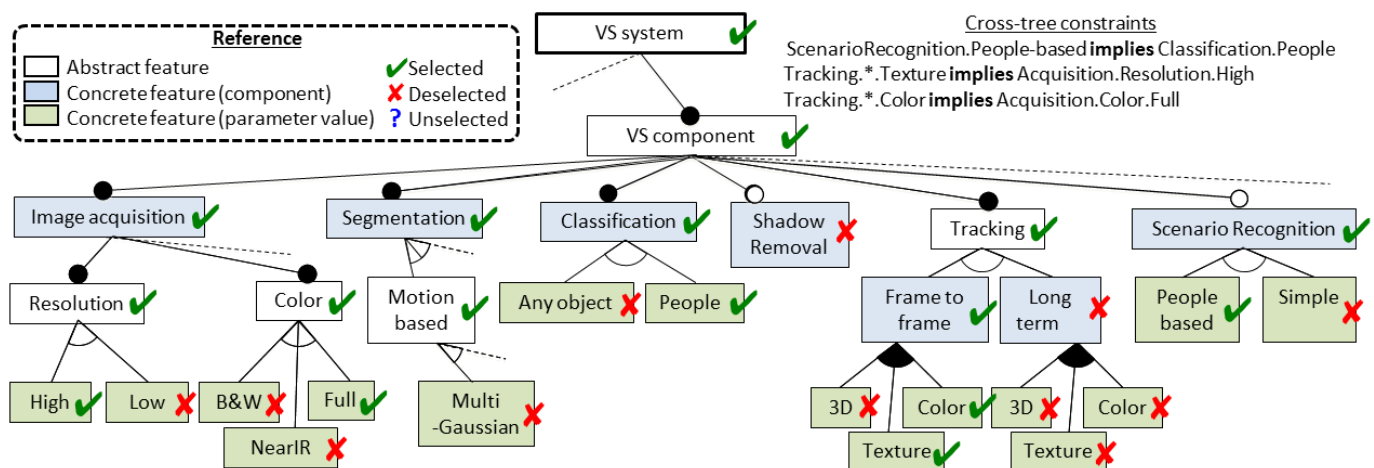 Reference
Abstract feature
Selected
Concrete feature (component)
Deselected
Concrete feature (parameter value)
? Unselected
VS system
Cross-tree constraints
ScenarioRecognition.People-based implies Classification.People
Tracking.*.Texture implies Acquisition.Resolution.High
Tracking.*.Color implies Acquisition.Color.Full
VS component
Image acquisition
Segmentation
Classification
Shadow
Removal
Tracking
Scenario Recognition
Resolution
Color
Motion
based
Any object
People
Frame to
frame
Long
term
People
based
Simple
High
Low
B&W
NearIR
Full
Multi
-Gaussian
3D
Texture
Color
3D
Texture
Color